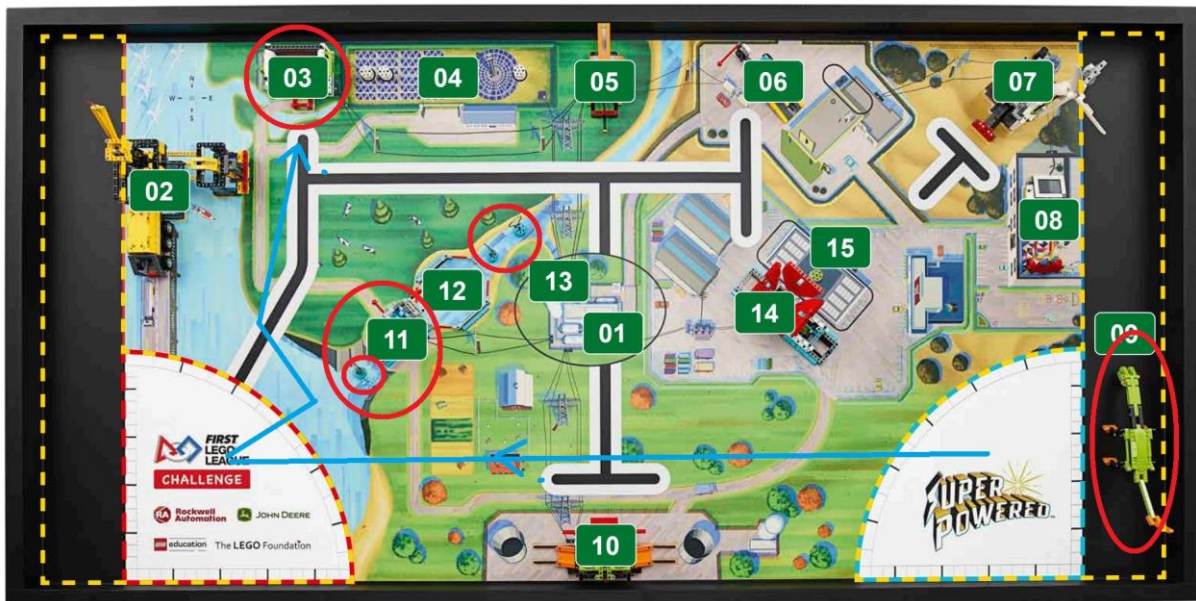 03
04
05
06
07
N
W E
S
02
08
15
13
12
11
01
14
09
FIRST
LEGO
LEAGUE
CHALLENGE
Rockwell
Automation
JOHN DEERE
education
The LEGO Foundation
10
SUPER
POWERED